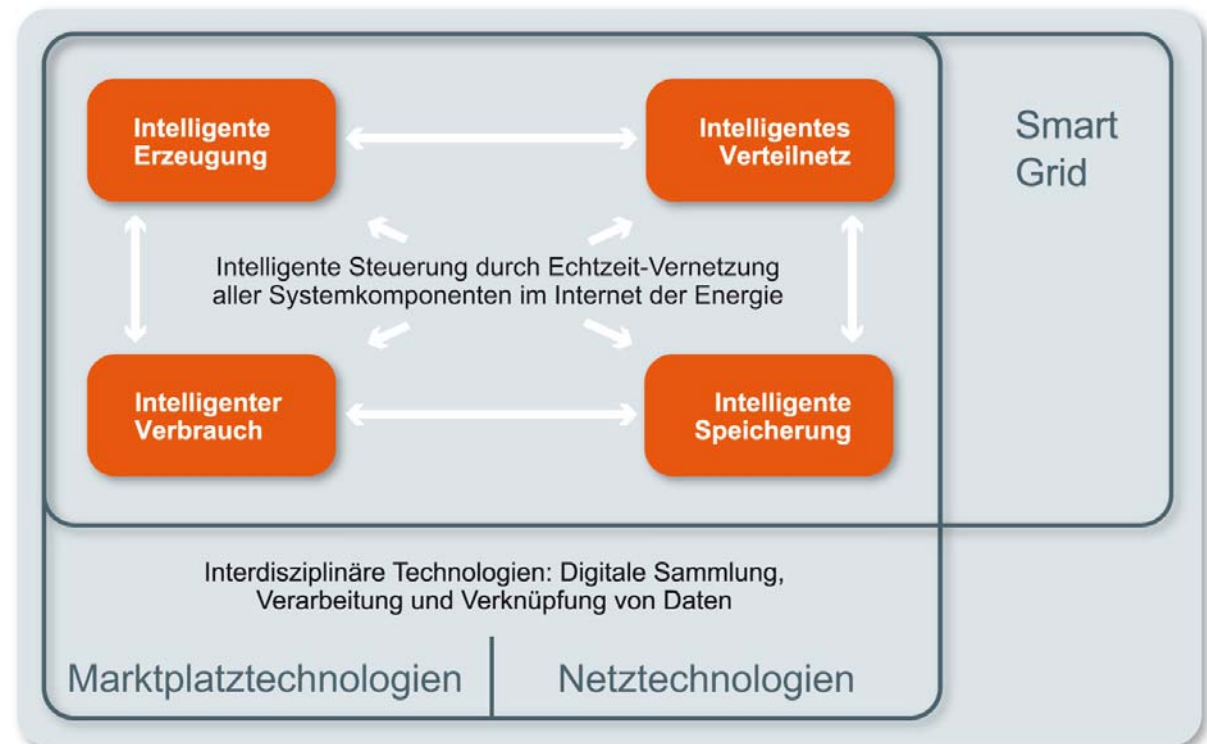 Intelligente
Erzeugung
Intelligentes
Verteilnetz
Smart
Grid
Intelligente Steuerung durch Echtzeit-Vernetzung
aller Systemkomponenten im Internet der Energie
Intelligenter
Verbrauch
Intelligente
Speicherung
Interdisziplinäre Technologien: Digitale Sammlung,
Verarbeitung und Verknüpfung von Daten
Marktplatztechnologien
Netztechnologien